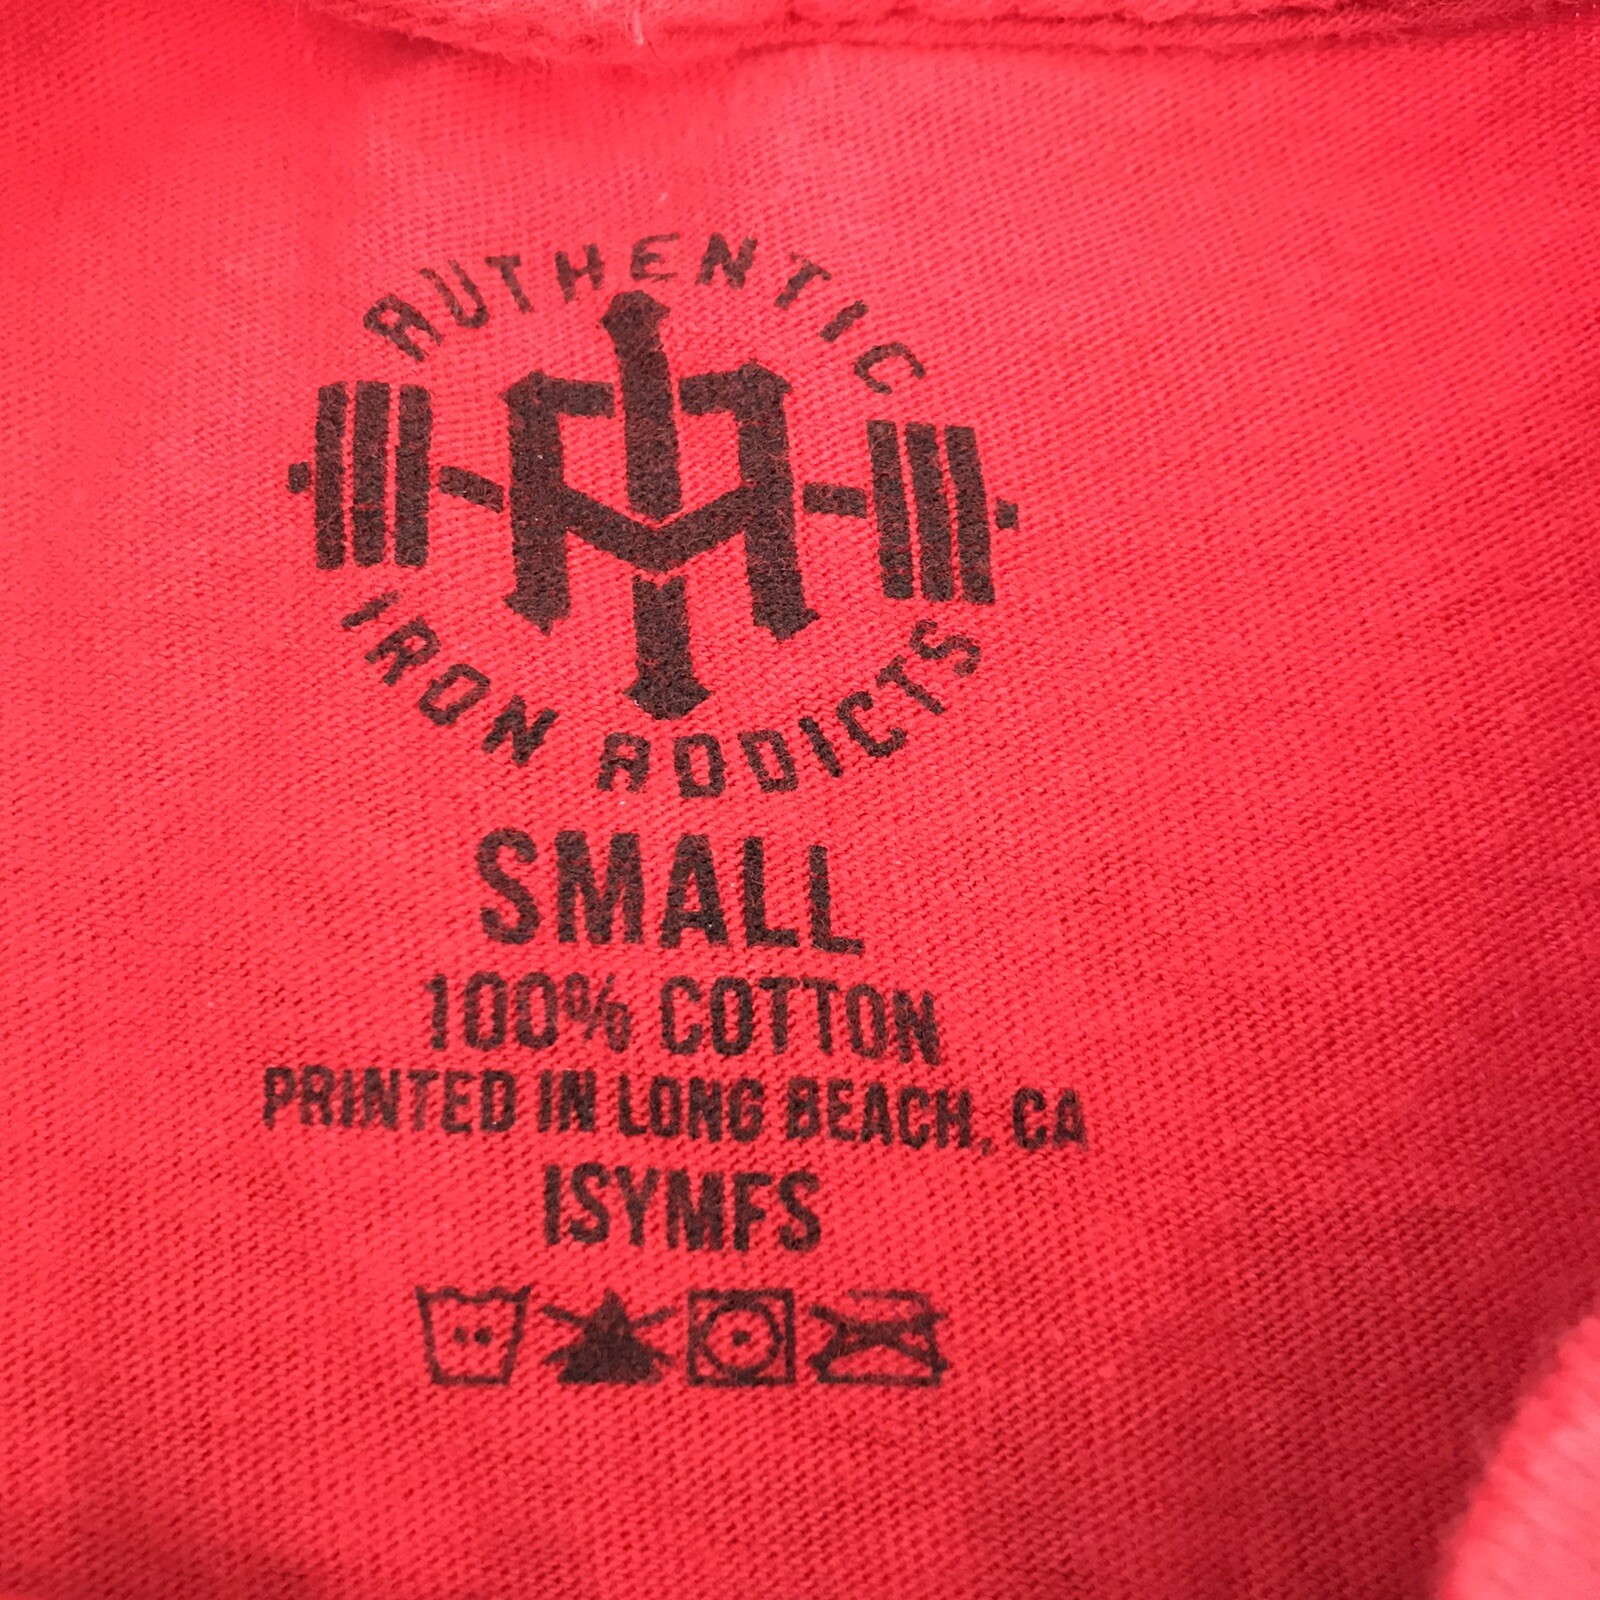 AUTHENTIC
IRON ADDICTS
SMALL
100% COTTON
PRINTED IN LONG BEACH, CA
ISYMFS